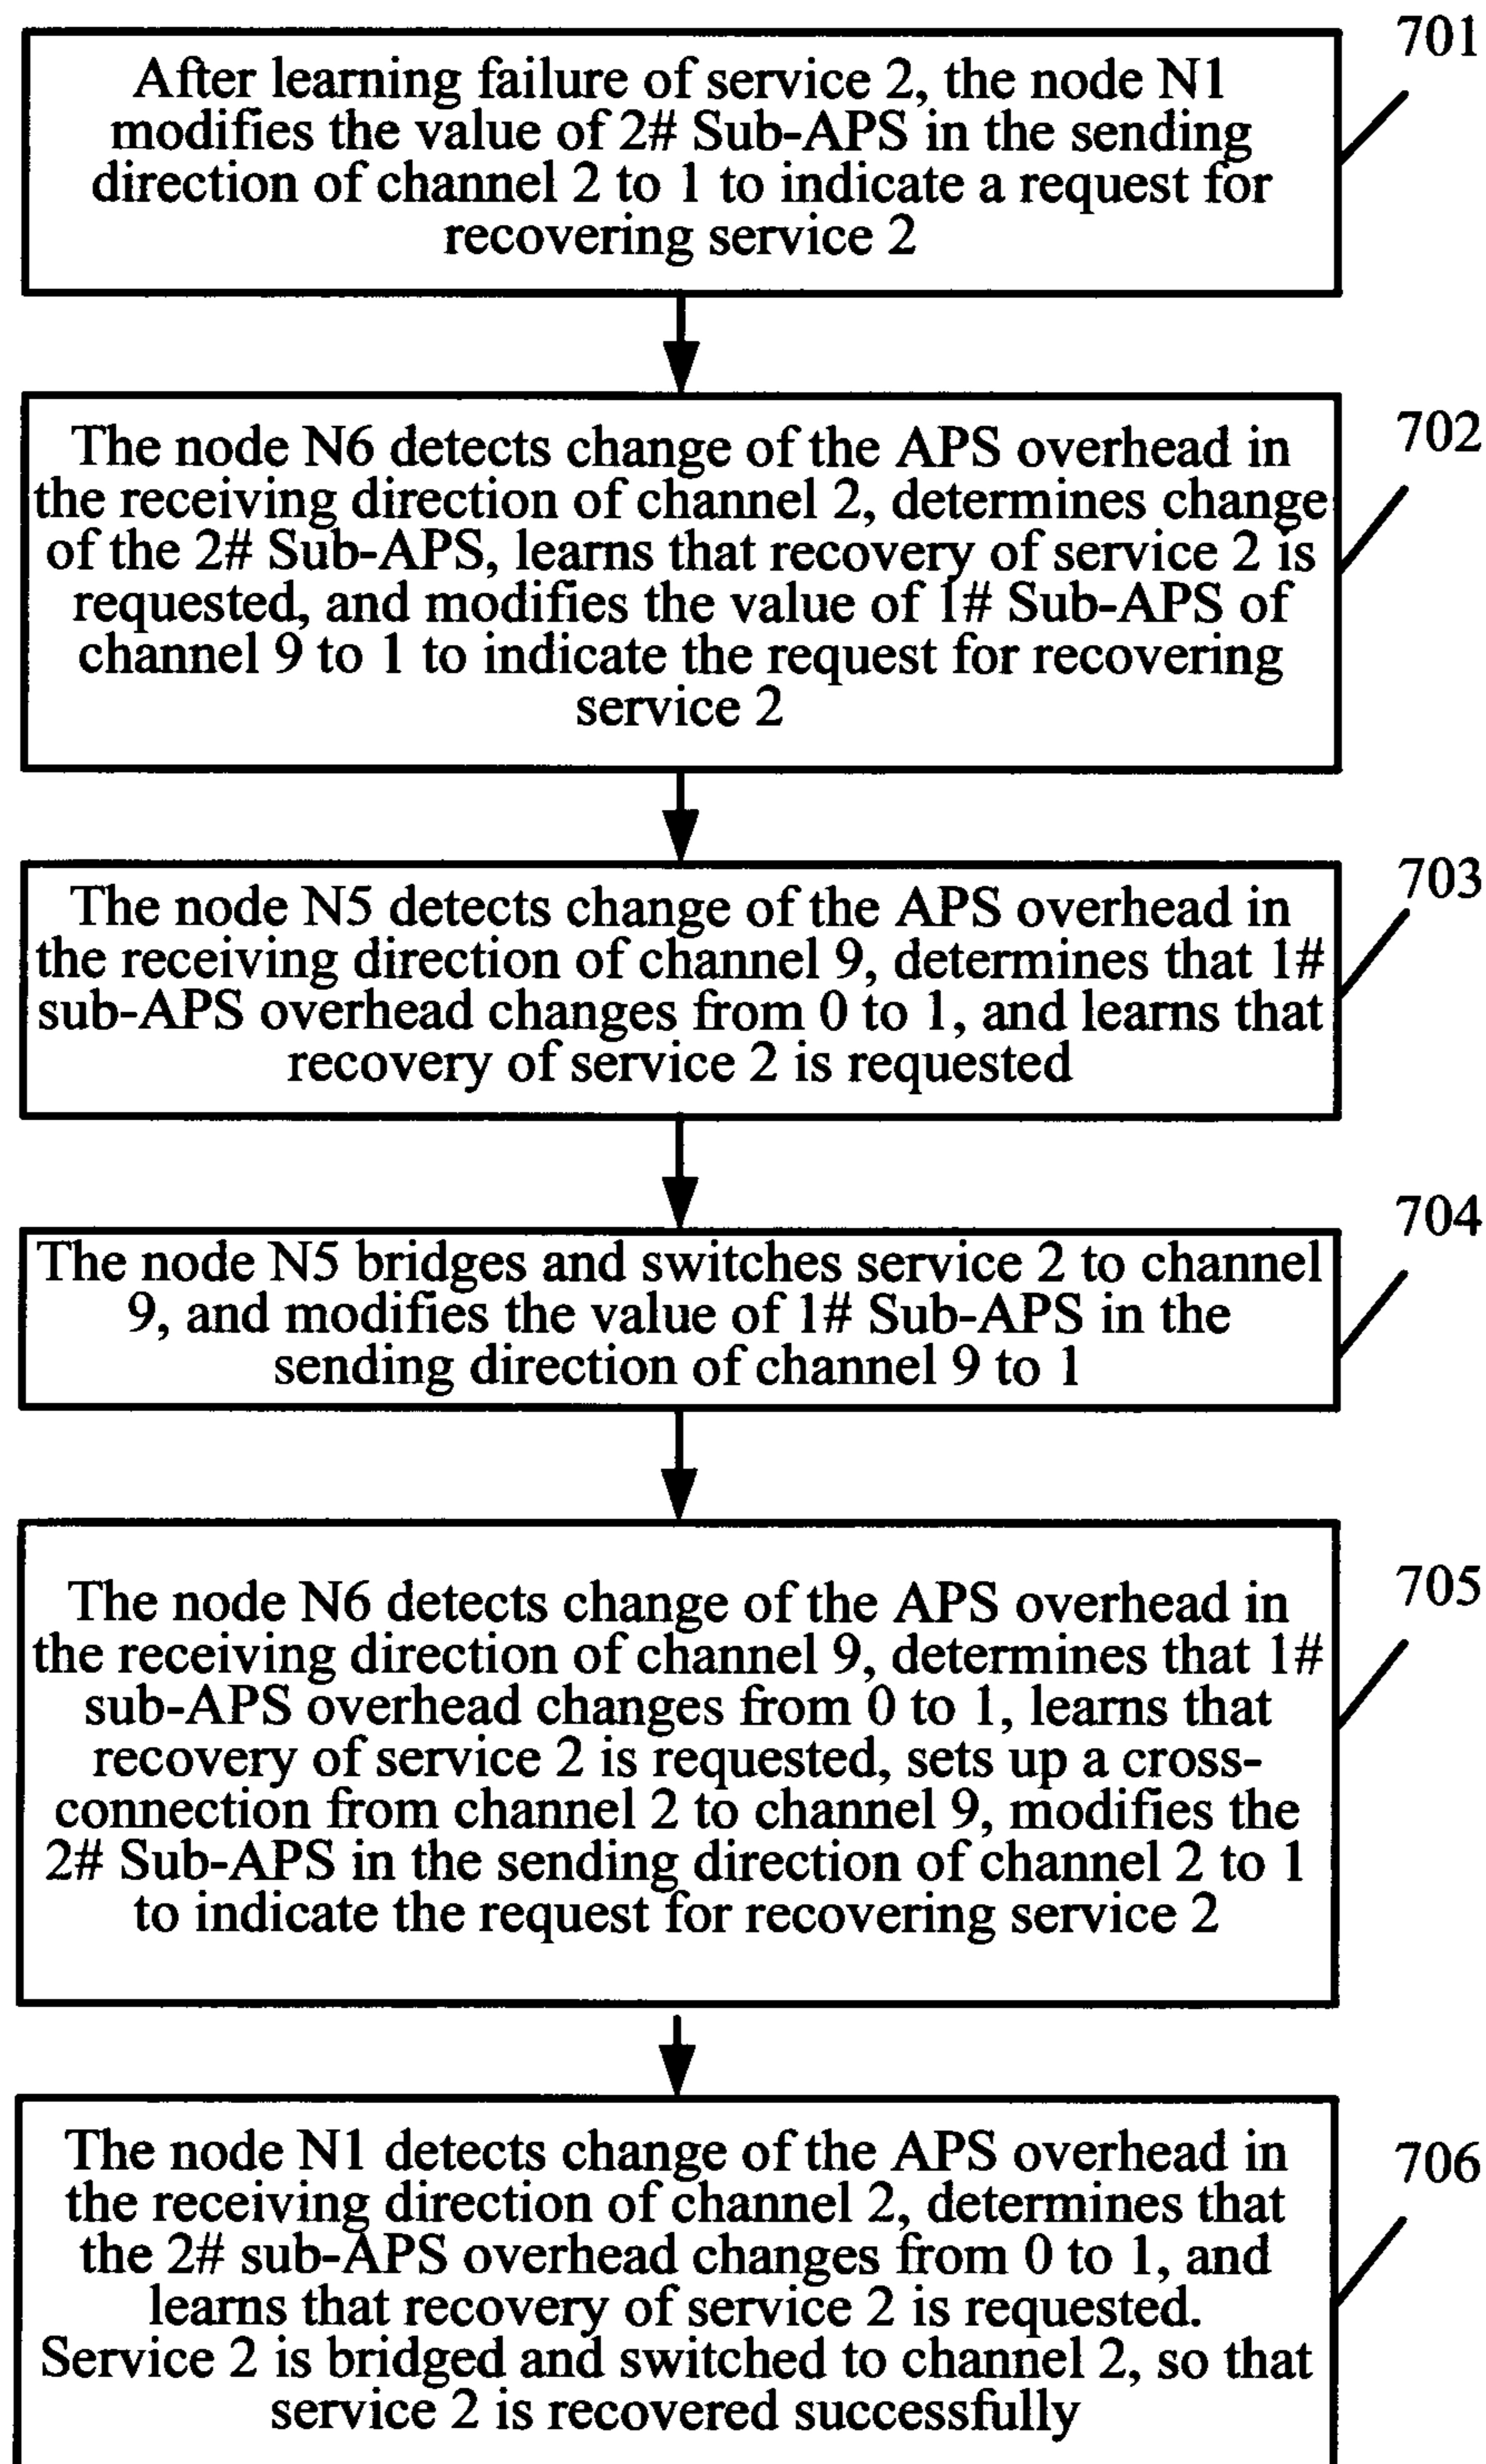 701
After learning failure of service 2, the node N1
modifies the value of 2# Sub-APS in the sending
direction of channel 2 to 1 to indicate a request for
recovering service 2
702
The node N6 detects change of the APS overhead in
the receiving direction of channel 2, determines change
of the 2# Sub-APS, learns that recovery of service 2 is
requested, and modifies the value of 1# Sub-APS of
channel 9 to 1 to indicate the request for recovering
service 2
703
The node N5 detects change of the APS overhead in
the receiving direction of channel 9, determines that 1#
sub-APS overhead changes from 0 to 1, and learns that
recovery of service 2 is requested
704
The node N5 bridges and switches service 2 to channel
9, and modifies the value of 1# Sub-APS in the
sending direction of channel 9 to 1
705
The node N6 detects change of the APS overhead in
the receiving direction of channel 9, determines that 1#
sub-APS overhead changes from 0 to 1, learns that
recovery of service 2 is requested, sets up a cross-
connection from channel 2 to channel 9, modifies the
2# Sub-APS in the sending direction of channel 2 to 1
to indicate the request for recovering service 2
706
The node N1 detects change of the APS overhead in
the receiving direction of channel 2, determines that
the 2# sub-APS overhead changes from 0 to 1, and
learns that recovery of service 2 is requested.
Service 2 is bridged and switched to channel 2, so that
service 2 is recovered successfully